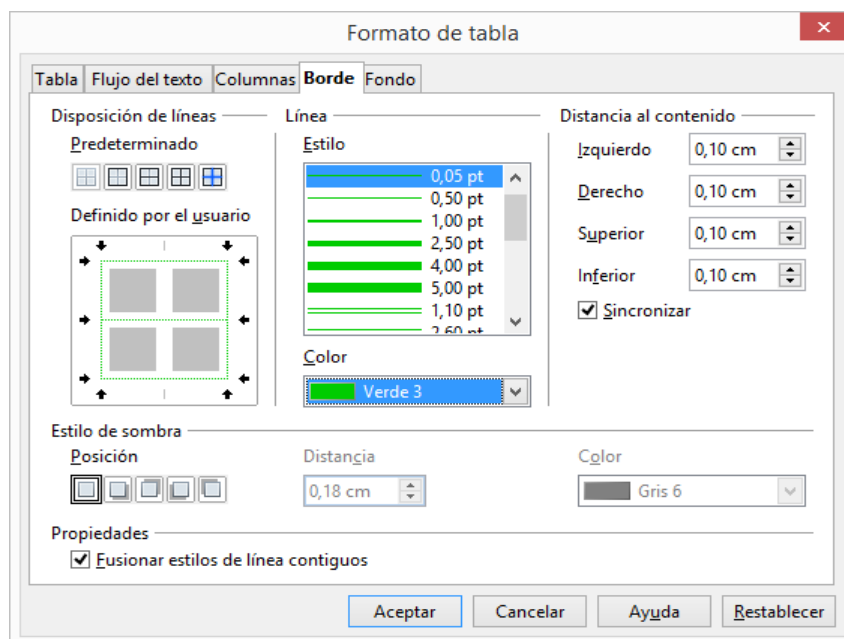 Formato de tabla
Tabla Flujo del texto Columnas Borde Fondo
Disposición de líneas
Predeterminado
Definido por el usuario
Línea
Estilo
0,05 pt
0,50 pt
1,00 pt
2,50 pt
4,00 pt
5,00 pt
1,10 pt
2,60 pt
Color
Verde 3
Distancia al contenido
Izquierdo 0,10 cm
Derecho 0,10 cm
Superior 0,10 cm
Inferior 0,10 cm
Sincronizar
Estilo de sombra
Posición
Distancia
0,18 cm
Color
Gris 6
Propiedades
Fusionar estilos de línea contiguos
Aceptar Cancelar Ayuda Restablecer